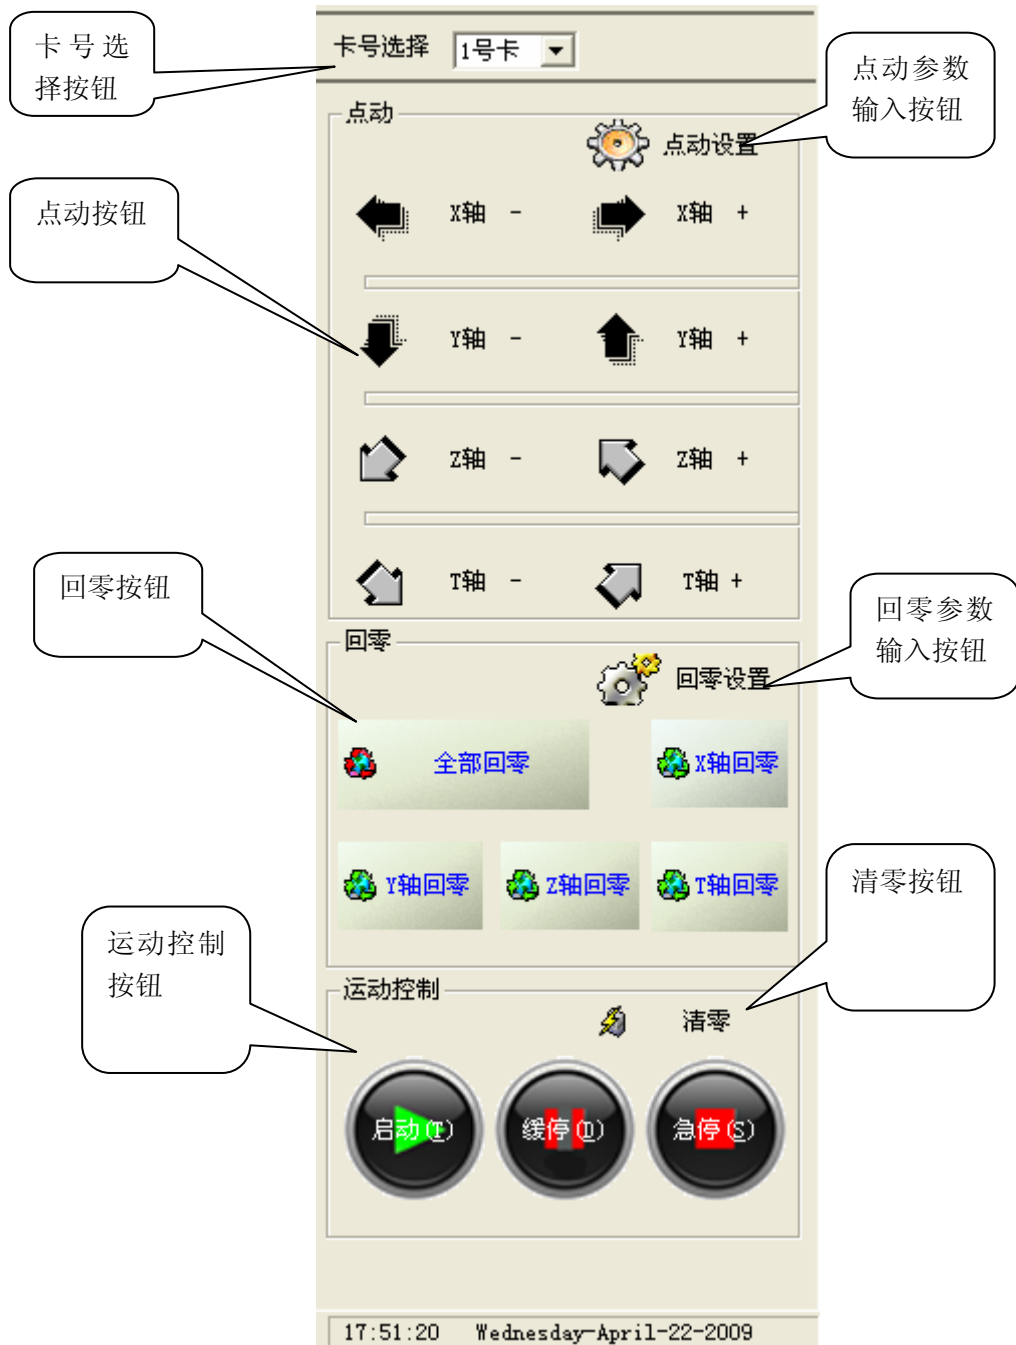 卡号选
择按钮
卡号选择 1号卡
点动参数
输入按钮
点动
点动设置
点动按钮
X轴 - X轴 +
Y轴 - Y轴 +
Z轴 - Z轴 +
T轴 - T轴 +
回零按钮
回零参数
输入按钮
回零
回零设置
全部回零 X轴回零
Y轴回零 Z轴回零 T轴回零
清零按钮
运动控制
按钮
运动控制
清零
启动(T) 缓停(D) 急停(S)
17:51:20 Wednesday-April-22-2009